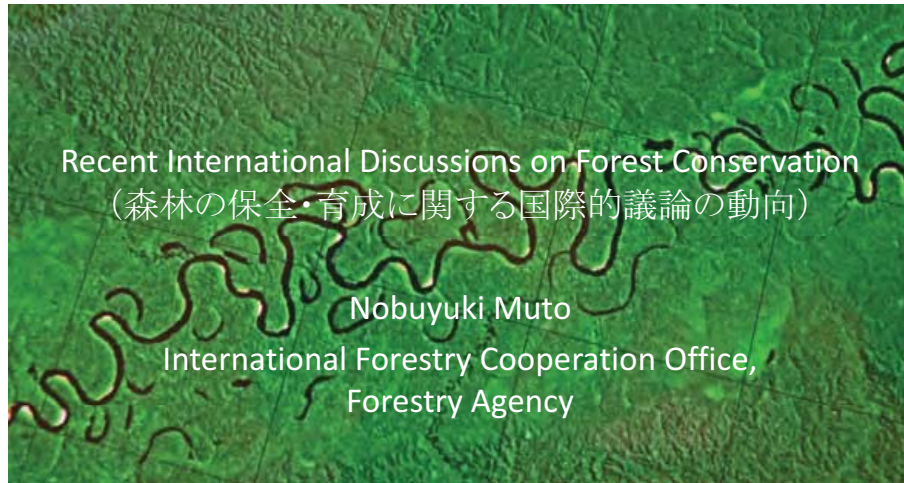 Recent International Discussions on Forest Conservation
（森林の保全・育成に関する国際的議論の動向）
Nobuyuki Muto
International Forestry Cooperation Office,
Forestry Agency